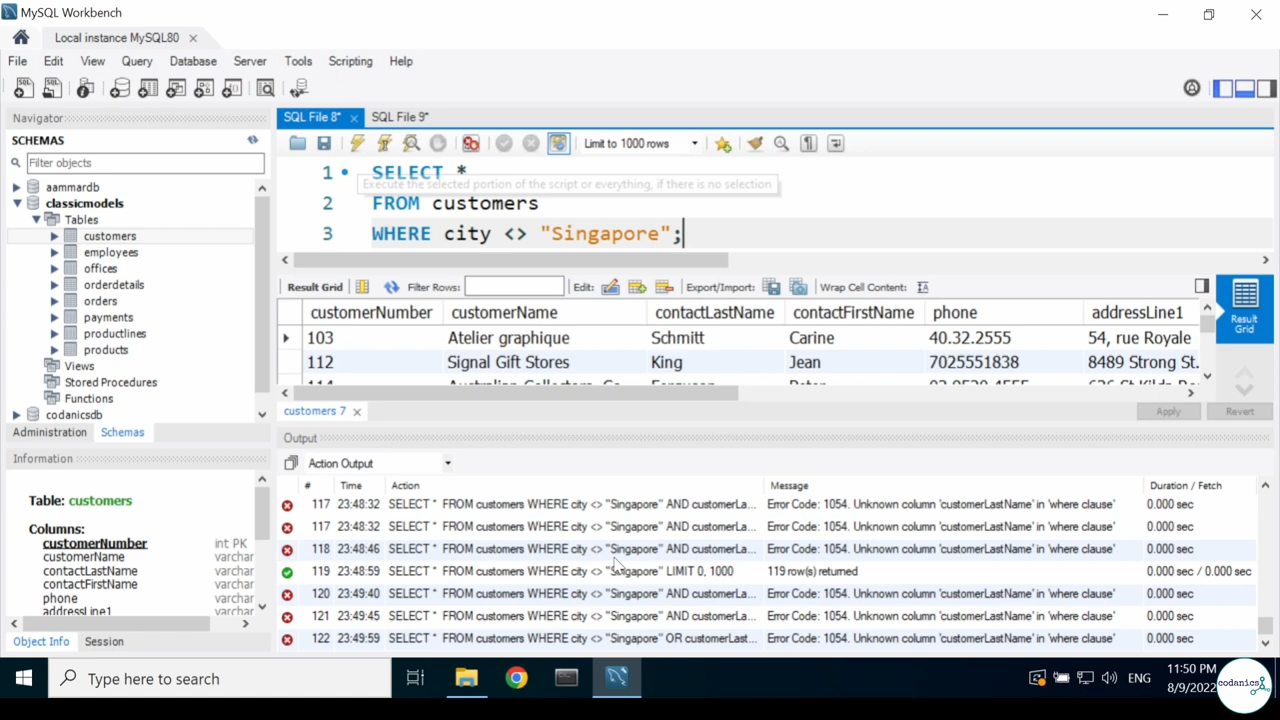 MySQL Workbench
Local instance MySQL80
File Edit View Query Database Server Tools Scripting Help
Navigator
SCHEMAS
Filter objects
aammardb
classicmodels
Tables
customers
employees
offices
orderdetails
orders
payments
productlines
products
Views
Stored Procedures
Functions
codanicsdb
Administration Schemas
Information
Table: customers
Columns:
customerNumber int PK
customerName varchar
contactLastName varchar
contactFirstName varchar
phone varchar
addressLine1 varchar
Object Info Session
SQL File 8* SQL File 9*
Limit to 1000 rows
1 SELECT *
Execute the selected portion of the script or everything, if there is no selection
2 FROM customers
3 WHERE city <> "Singapore";
Result Grid Filter Rows: Edit: Export/Import: Wrap Cell Content:
customerNumber customerName contactLastName contactFirstName phone addressLine1
103 Atelier graphique Schmitt Carine 40.32.2555 54, rue Royale
112 Signal Gift Stores King Jean 7025551838 8489 Strong St.
114 Australian Collectors, Co. Ferguson Peter 03 9520 4555 636 St Kilda Ro
Result Grid
customers 7 Apply Revert
Output
Action Output
# Time Action Message Duration / Fetch
117 23:48:32 SELECT * FROM customers WHERE city <> "Singapore" AND customerLa... Error Code: 1054. Unknown column 'customerLastName' in 'where clause' 0.000 sec
117 23:48:32 SELECT * FROM customers WHERE city <> "Singapore" AND customerLa... Error Code: 1054. Unknown column 'customerLastName' in 'where clause' 0.000 sec
118 23:48:46 SELECT * FROM customers WHERE city <> "Singapore" AND customerLa... Error Code: 1054. Unknown column 'customerLastName' in 'where clause' 0.000 sec
119 23:48:59 SELECT * FROM customers WHERE city <> "Singapore" LIMIT 0, 1000 119 row(s) returned 0.000 sec / 0.000 sec
120 23:49:40 SELECT * FROM customers WHERE city <> "Singapore" AND customerLa... Error Code: 1054. Unknown column 'customerLastName' in 'where clause' 0.000 sec
121 23:49:45 SELECT * FROM customers WHERE city <> "Singapore" AND customerLa... Error Code: 1054. Unknown column 'customerLastName' in 'where clause' 0.000 sec
122 23:49:59 SELECT * FROM customers WHERE city <> "Singapore" OR customerLast... Error Code: 1054. Unknown column 'customerLastName' in 'where clause' 0.000 sec
Type here to search
ENG
11:50 PM
8/9/2022
codanics